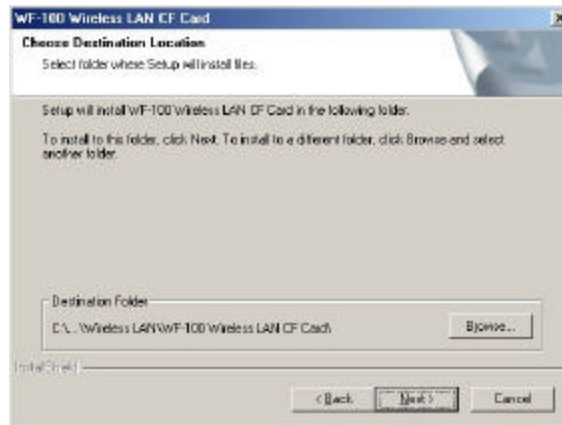 WF-100 Wireless LAN CF Card
Choose Destination Location
Select folder where Setup will install files.
Setup will install WF-100 Wireless LAN CF Card in the following folder.
To install to this folder, click Next. To install to a different folder, click Browse and select
another folder.
Destination Folder
C:\...\Wireless LAN\WF-100 Wireless LAN CF Card\
Browse...
InstallShield
< Back
Next >
Cancel